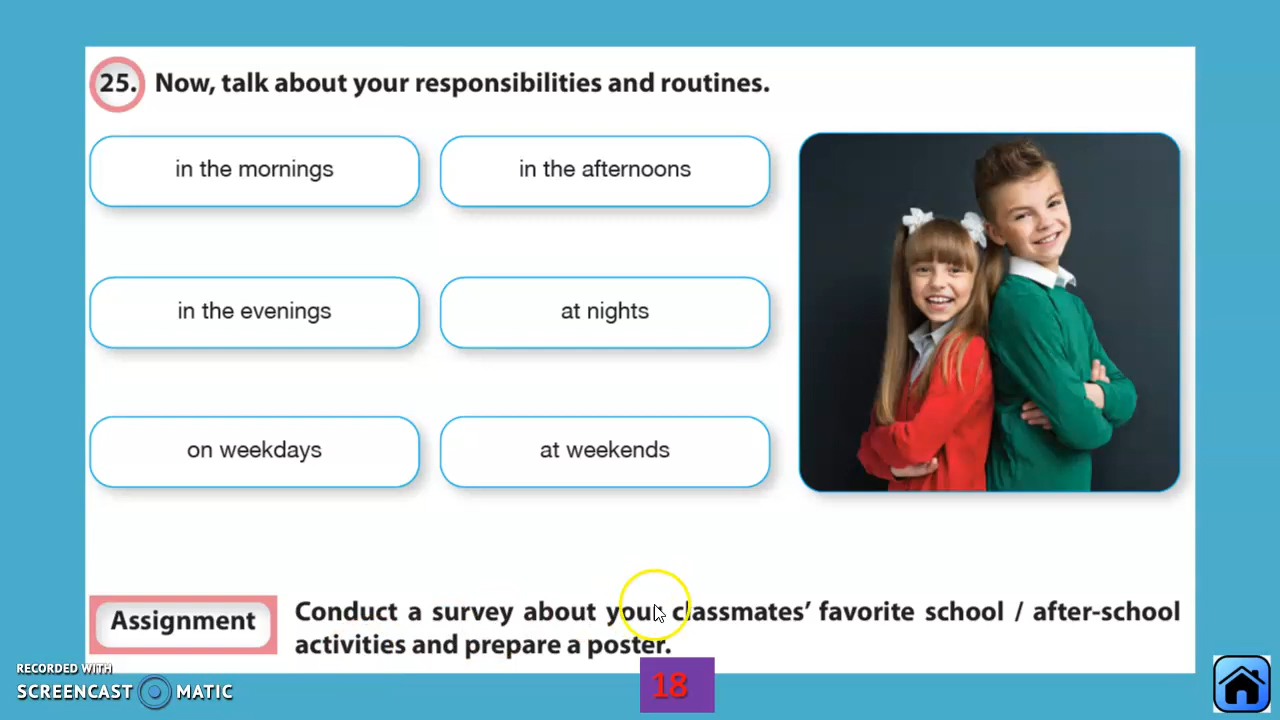 25. Now, talk about your responsibilities and routines.
in the mornings
in the afternoons
in the evenings
at nights
on weekdays
at weekends
Assignment
Conduct a survey about your classmates’ favorite school / after-school
activities and prepare a poster.
18
RECORDED WITH
SCREENCAST MATIC